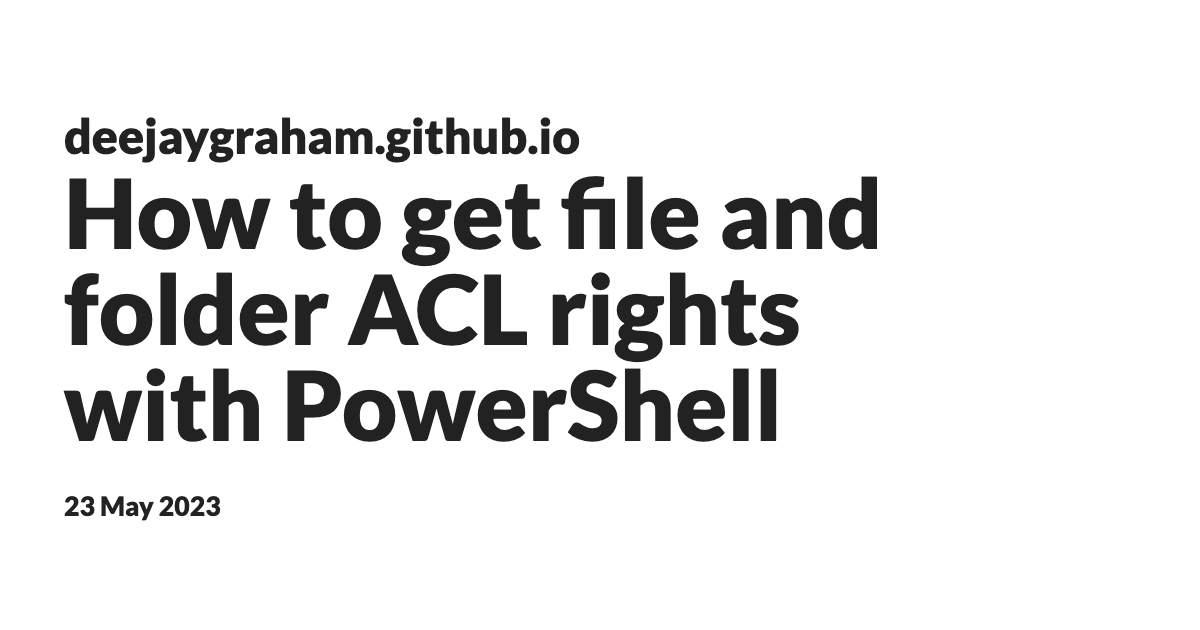 deejaygraham.github.io
How to get file and
folder ACL rights
with PowerShell
23 May 2023